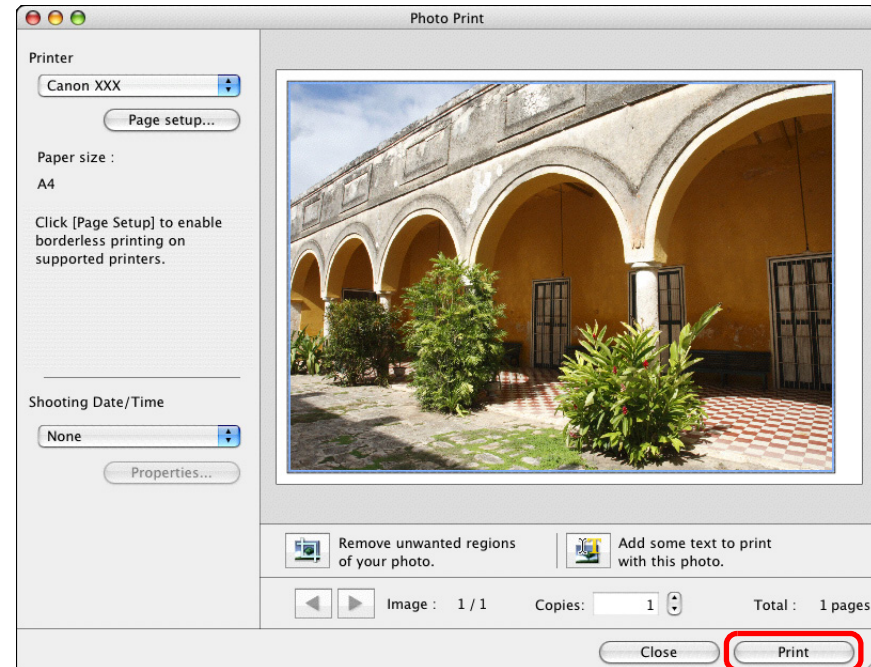 Photo Print
Printer
Canon XXX
Page setup...
Paper size :
A4
Click [Page Setup] to enable
borderless printing on
supported printers.
Shooting Date/Time
None
Properties...
Remove unwanted regions
of your photo.
Add some text to print
with this photo.
Image : 1 / 1
Copies: 1
Total : 1 pages
Close
Print